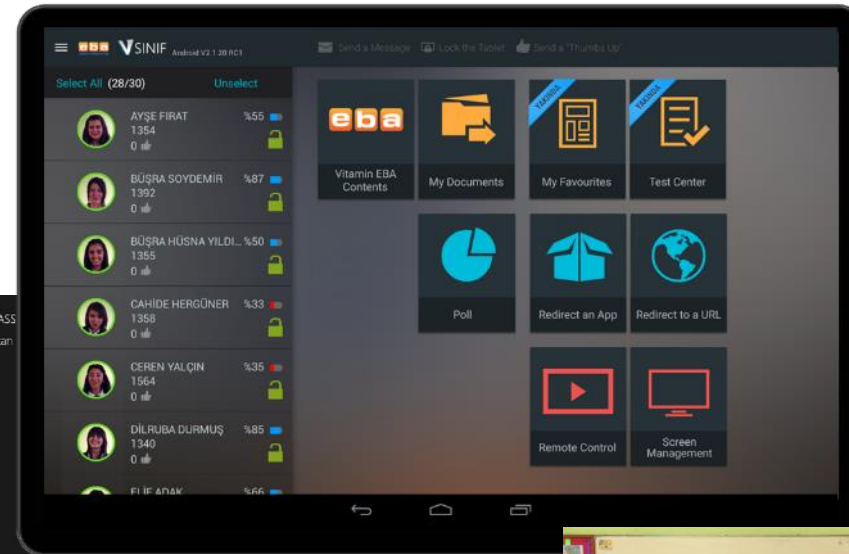 eba VSINIF Android V2.1.20 RC1
Send a Message Lock the Tablet Send a "Thumbs Up"
Select All (28/30) Unselect
AYŞE FIRAT %55
1354
0
BÜŞRA SOYDEMİR %87
1392
0
BÜŞRA HÜSNA YILDI... %50
1355
0
CAHİDE HERGÜNER %33
1358
0
CEREN YALÇIN %35
1564
0
DİLRUBA DURMUŞ %85
1340
0
ELİF ADAK %66
eba
Vitamin EBA
Contents
My Documents
YAKINDA
My Favourites
YAKINDA
Test Center
Poll
Redirect an App
Redirect to a URL
Remote Control
Screen
Management
ASS
tan